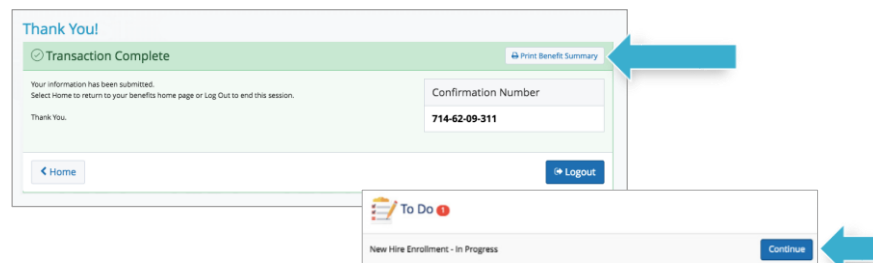 Thank You!
Transaction Complete
Print Benefit Summary
Your information has been submitted.
Select Home to return to your benefits home page or Log Out to end this session.
Thank You.
Confirmation Number
714-62-09-311
Home
Logout
To Do 1
New Hire Enrollment - In Progress
Continue